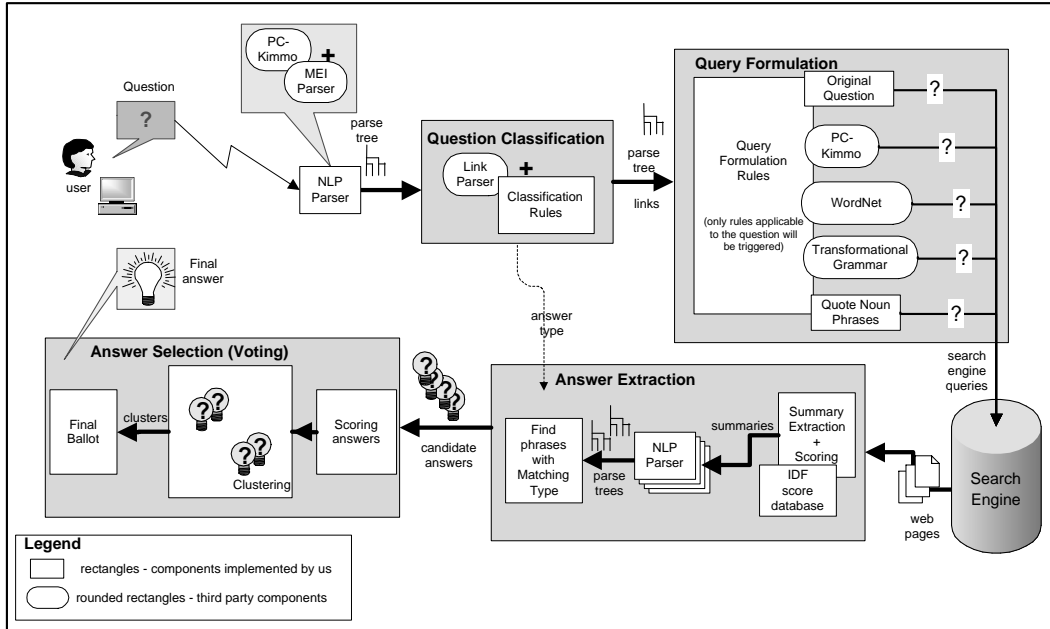 PC-
Kimmo
+
MEI
Parser
Question
?
user
NLP
Parser
parse
tree
Question Classification
Link
Parser
+
Classification
Rules
parse
tree
links
Query Formulation
Query
Formulation
Rules
(only rules applicable
to the question will
be triggered)
Original
Question
?
PC-
Kimmo
?
WordNet
?
Transformational
Grammar
?
Quote Noun
Phrases
?
search
engine
queries
Search
Engine
web
pages
answer
type
Answer Extraction
Summary
Extraction
+
Scoring
IDF
score
database
summaries
NLP
Parser
parse
trees
Find
phrases
with
Matching
Type
? ? ? ?
candidate
answers
Answer Selection (Voting)
Scoring
answers
? ?
? ?
Clustering
clusters
Final
Ballot
Final
answer
Legend
rectangles - components implemented by us
rounded rectangles - third party components